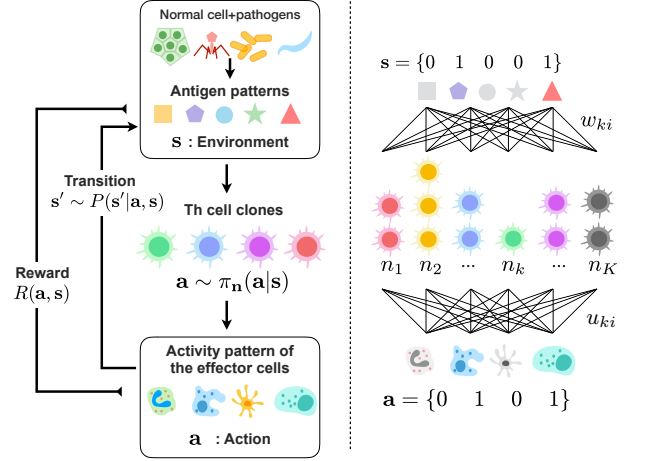 Normal cell+pathogens
Antigen patterns
s : Environment
Transition
s′ ∼ P(s′|a, s)
Th cell clones
a ∼ πn(a|s)
Reward
R(a, s)
Activity pattern of
the effector cells
a : Action
s = {0 1 0 0 1}
wki
n1 n2 ... nk ... nK
uki
a = {0 1 0 1}